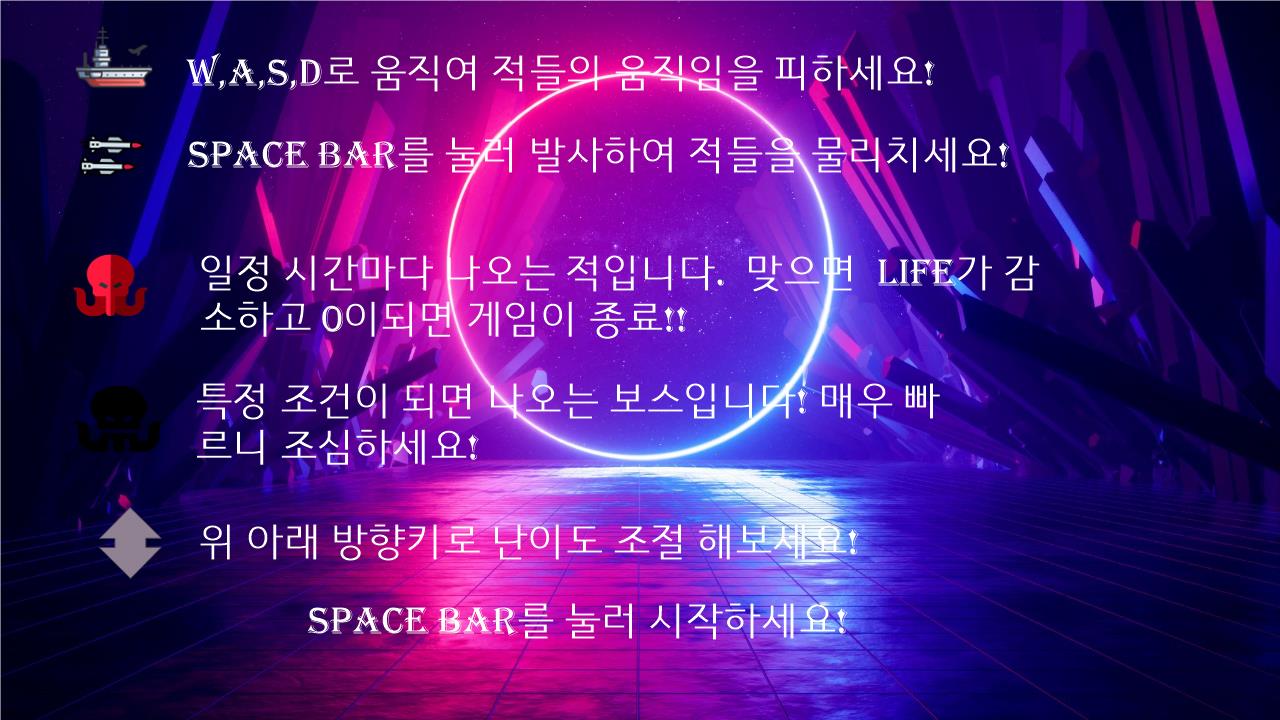 W,A,S,D로 움직여 적들의 움직임을 피하세요!
SPACE BAR를 눌러 발사하여 적들을 물리치세요!
일정 시간마다 나오는 적입니다. 맞으면 LIFE가 감
소하고 0이되면 게임이 종료!!
특정 조건이 되면 나오는 보스입니다! 매우 빠
르니 조심하세요!
위 아래 방향키로 난이도 조절 해보세요!
SPACE BAR를 눌러 시작하세요!